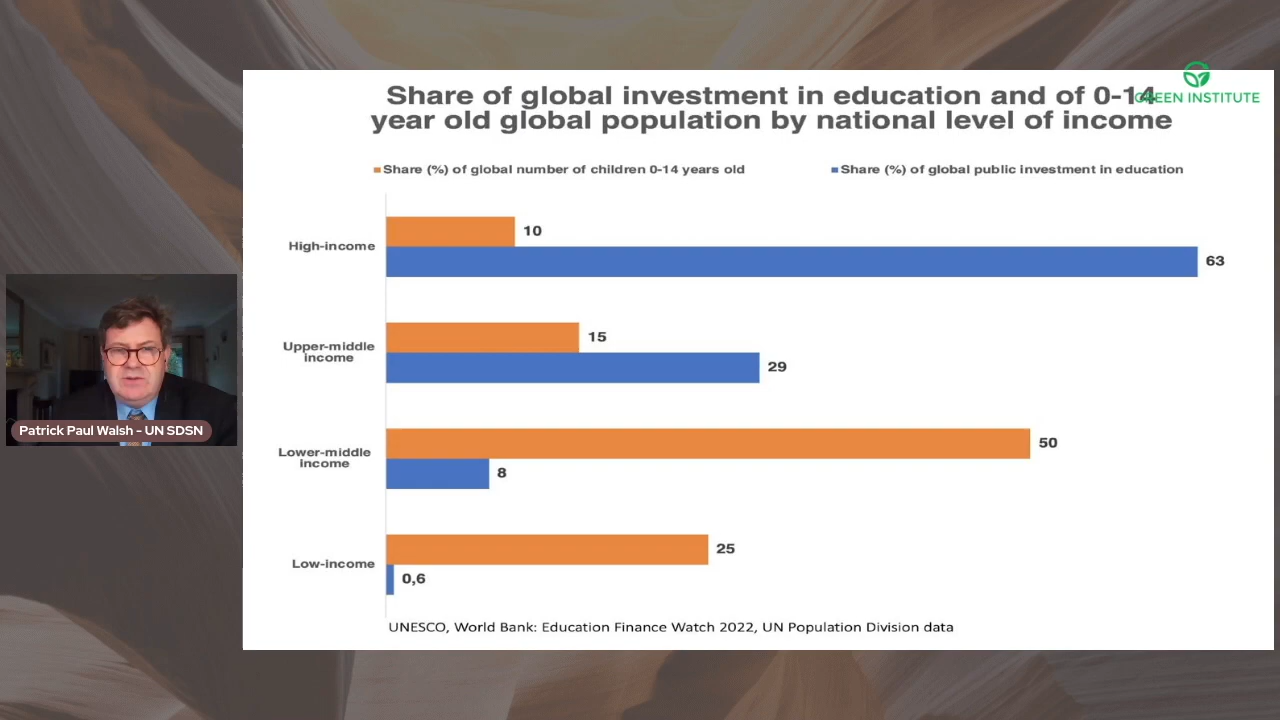 Share of global investment in education and of 0-14
year old global population by national level of income
GREEN INSTITUTE
Share (%) of global number of children 0-14 years old
Share (%) of global public investment in education
High-income
10
63
Upper-middle
income
15
29
Lower-middle
income
50
8
Low-income
25
0,6
UNESCO, World Bank: Education Finance Watch 2022, UN Population Division data
Patrick Paul Walsh - UN SDSN